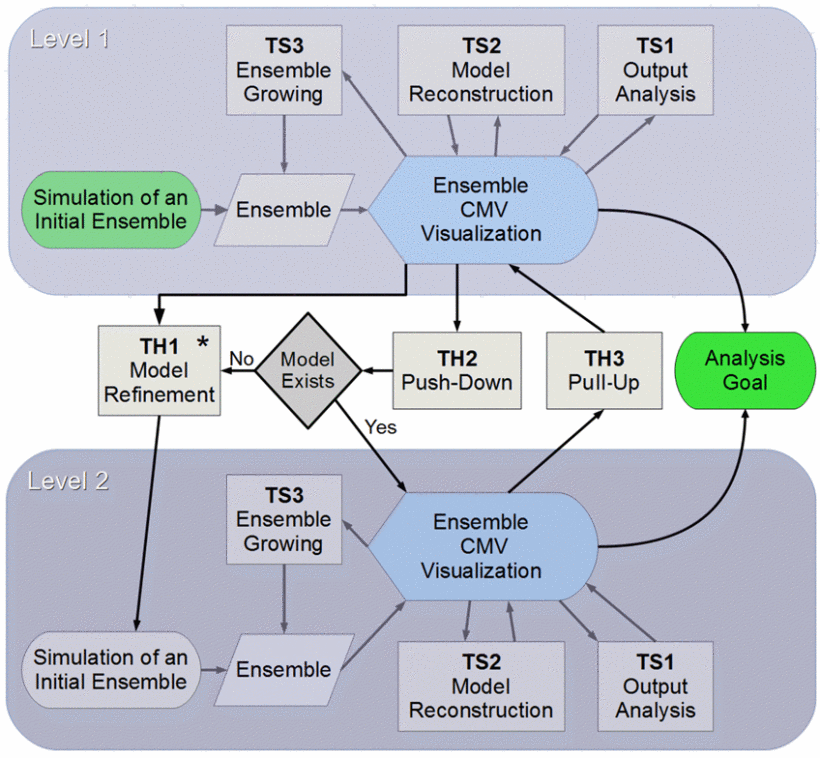 Level 1
TS3
Ensemble
Growing
TS2
Model
Reconstruction
TS1
Output
Analysis
Simulation of an
Initial Ensemble
Ensemble
Ensemble
CMV
Visualization
TH1 *
Model
Refinement
No
Model
Exists
Yes
TH2
Push-Down
TH3
Pull-Up
Analysis
Goal
Level 2
TS3
Ensemble
Growing
Ensemble
CMV
Visualization
Simulation of an
Initial Ensemble
Ensemble
TS2
Model
Reconstruction
TS1
Output
Analysis